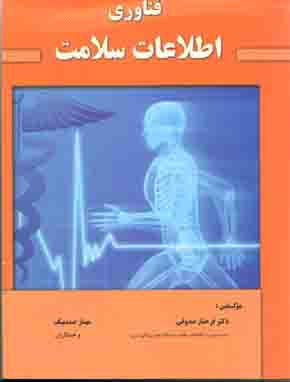 فناوری
اطلاعات سلامت
مؤلفین:
دکتر فرحناز صدوقی
مهناز صمدبیک
و همکاران